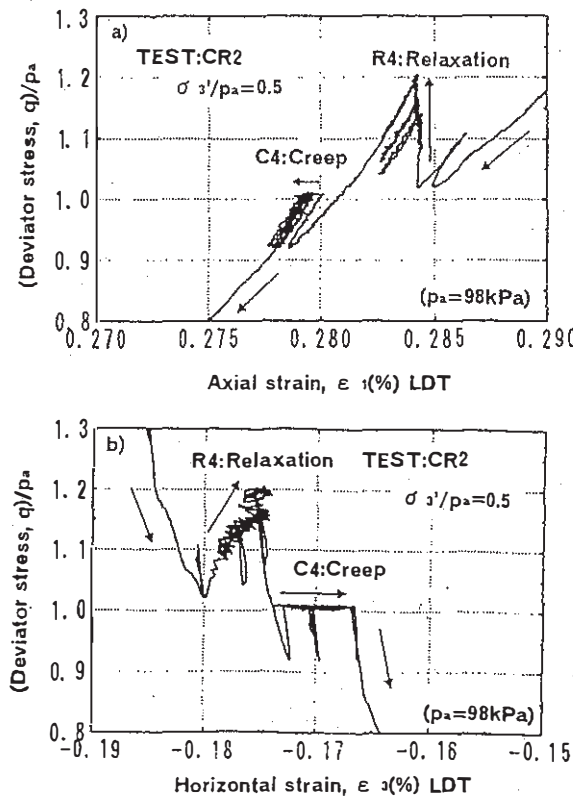 a)
TEST:CR2
σ ₃'/pₐ=0.5
R4:Relaxation
C4:Creep
(pₐ=98kPa)
(Deviator stress, q)/pₐ
1.3
1.2
1.1
1.0
0.9
0.8
0.270 0.275 0.280 0.285 0.290
Axial strain, ε ₁(%) LDT
b)
R4:Relaxation TEST:CR2
σ ₃'/pₐ=0.5
C4:Creep
(pₐ=98kPa)
(Deviator stress, q)/pₐ
1.3
1.2
1.1
1.0
0.9
0.8
-0.19 -0.18 -0.17 -0.16 -0.15
Horizontal strain, ε ₃(%) LDT